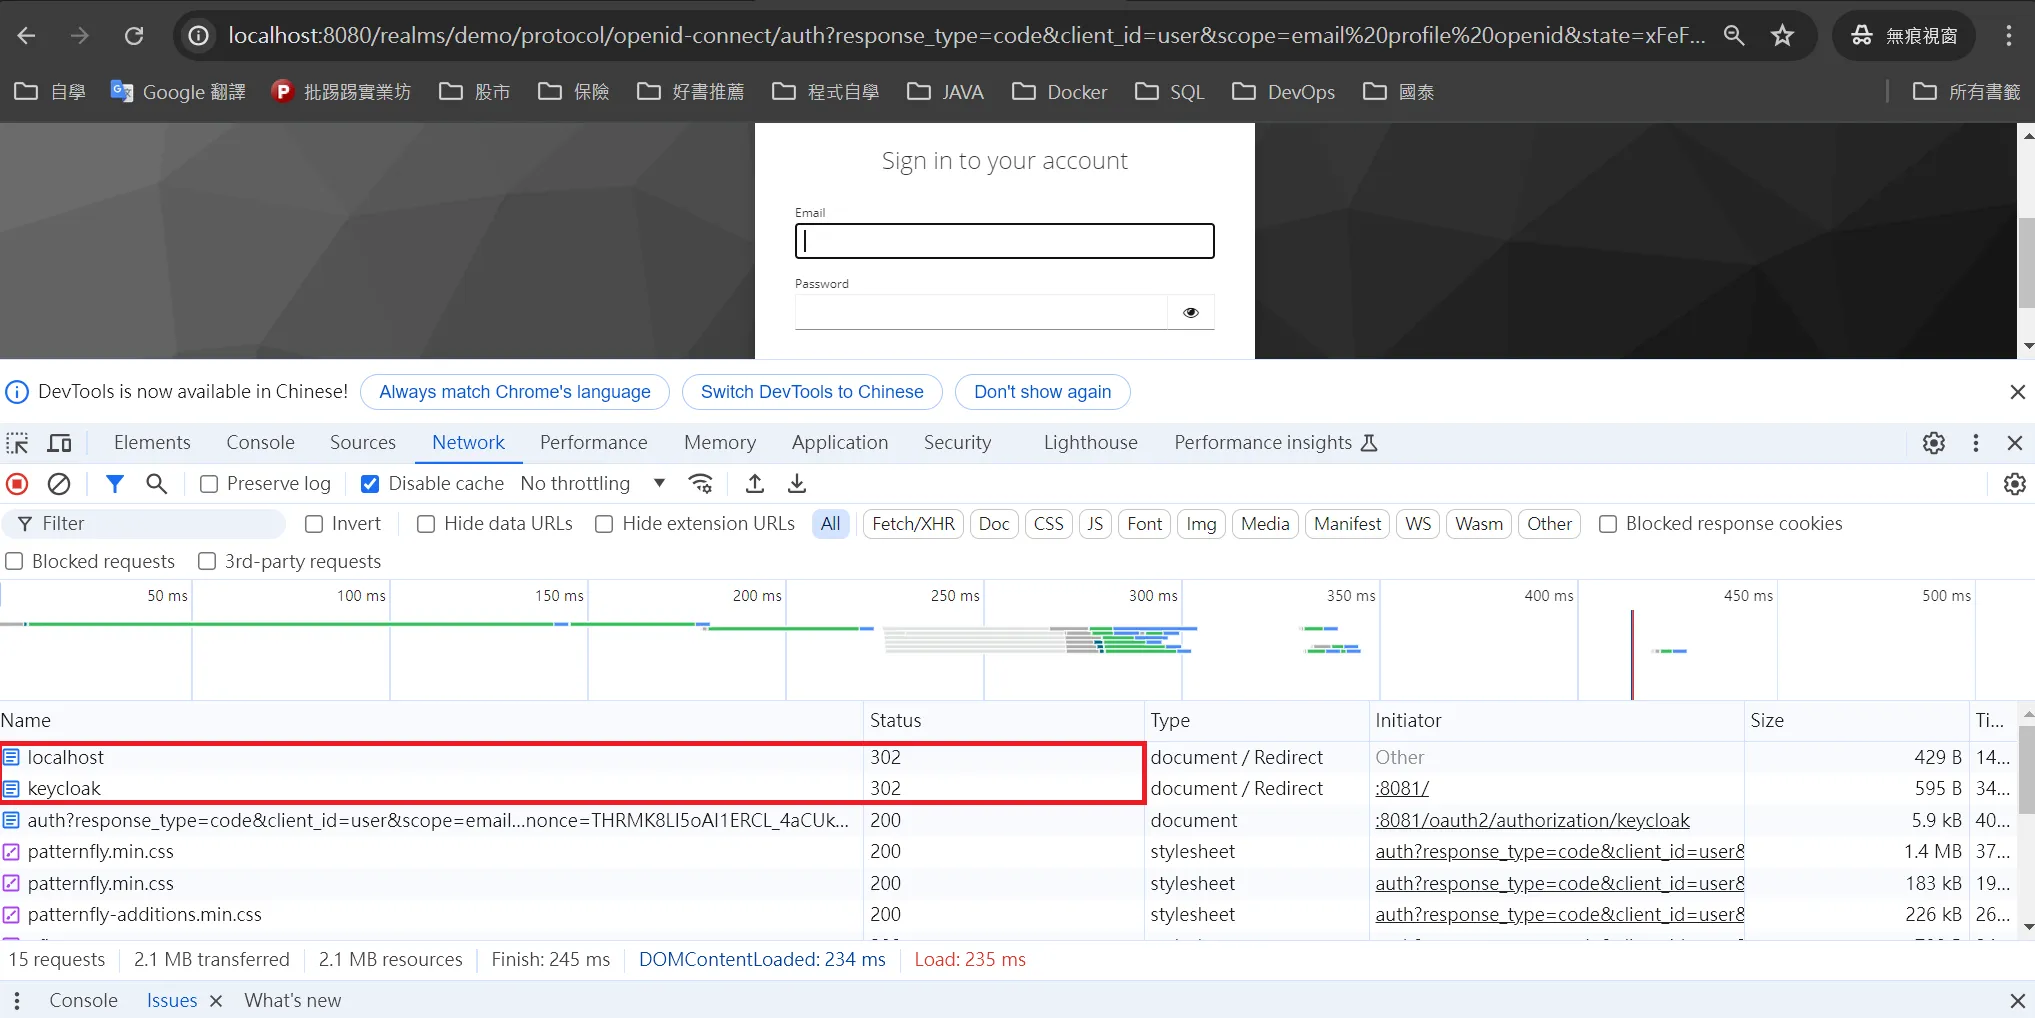 localhost:8080/realms/demo/protocol/openid-connect/auth?response_type=code&client_id=user&scope=email%20profile%20openid&state=xFeF... 無痕視窗
自學 Google 翻譯 批踢踢實業坊 股市 保險 好書推薦 程式自學 JAVA Docker SQL DevOps 國泰 所有書籤
Sign in to your account
Email
Password
DevTools is now available in Chinese! Always match Chrome's language Switch DevTools to Chinese Don't show again
Elements Console Sources Network Performance Memory Application Security Lighthouse Performance insights
Preserve log Disable cache No throttling
Filter Invert Hide data URLs Hide extension URLs All Fetch/XHR Doc CSS JS Font Img Media Manifest WS Wasm Other Blocked response cookies
Blocked requests 3rd-party requests
50 ms 100 ms 150 ms 200 ms 250 ms 300 ms 350 ms 400 ms 450 ms 500 ms
Name Status Type Initiator Size Ti...
localhost 302 document / Redirect Other 429 B 14...
keycloak 302 document / Redirect :8081/ 595 B 34...
auth?response_type=code&client_id=user&scope=email...nonce=THRMK8LI5oAI1ERCL_4aCUk... 200 document :8081/oauth2/authorization/keycloak 5.9 kB 40...
patternfly.min.css 200 stylesheet auth?response_type=code&client_id=user& 1.4 MB 37...
patternfly.min.css 200 stylesheet auth?response_type=code&client_id=user& 183 kB 19...
patternfly-additions.min.css 200 stylesheet auth?response_type=code&client_id=user& 226 kB 26...
15 requests 2.1 MB transferred 2.1 MB resources Finish: 245 ms DOMContentLoaded: 234 ms Load: 235 ms
Console Issues What's new